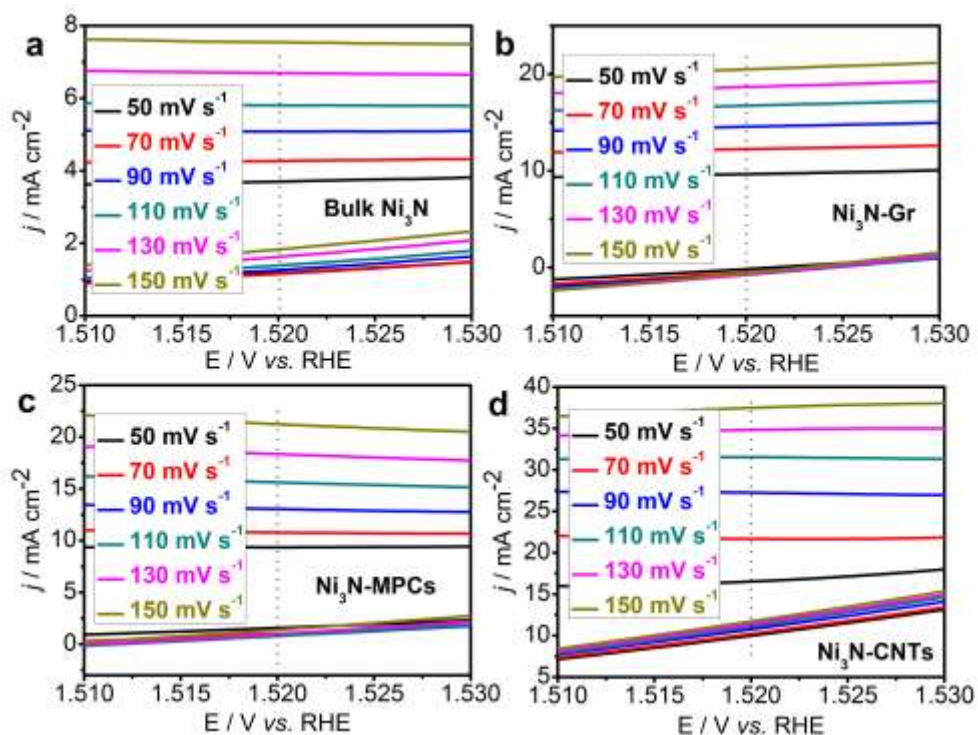 a
8
6
4
2
0
j / mA cm⁻²
50 mV s⁻¹
70 mV s⁻¹
90 mV s⁻¹
110 mV s⁻¹
130 mV s⁻¹
150 mV s⁻¹
Bulk Ni₃N
1.510 1.515 1.520 1.525 1.530
E / V vs. RHE
b
20
10
0
j / mA cm⁻²
50 mV s⁻¹
70 mV s⁻¹
90 mV s⁻¹
110 mV s⁻¹
130 mV s⁻¹
150 mV s⁻¹
Ni₃N-Gr
1.510 1.515 1.520 1.525 1.530
E / V vs. RHE
c
25
20
15
10
5
0
j / mA cm⁻²
50 mV s⁻¹
70 mV s⁻¹
90 mV s⁻¹
110 mV s⁻¹
130 mV s⁻¹
150 mV s⁻¹
Ni₃N-MPCs
1.510 1.515 1.520 1.525 1.530
E / V vs. RHE
d
40
35
30
25
20
15
10
5
j / mA cm⁻²
50 mV s⁻¹
70 mV s⁻¹
90 mV s⁻¹
110 mV s⁻¹
130 mV s⁻¹
150 mV s⁻¹
Ni₃N-CNTs
1.510 1.515 1.520 1.525 1.530
E / V vs. RHE